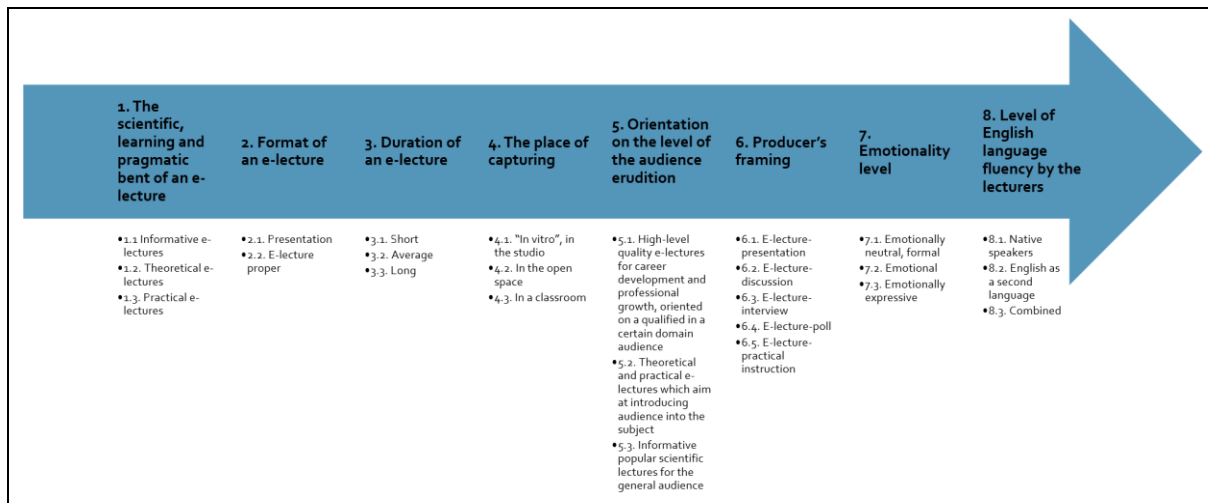 1. The
scientific,
learning and
pragmatic
bent of an e-
lecture
•1.1 Informative e-
lectures
•1.2. Theoretical e-
lectures
•1.3. Practical e-
lectures
2. Format of
an e-lecture
•2.1. Presentation
•2.2. E-lecture
proper
3. Duration of
an e-lecture
•3.1. Short
•3.2. Average
•3.3. Long
4. The place of
capturing
•4.1. "In vitro", in
the studio
•4.2. In the open
space
•4.3. In a classroom
5. Orientation
on the level of
the audience
erudition
•5.1. High-level
quality e-lectures
for career
development and
professional
growth, oriented
on a qualified in a
certain domain
audience
•5.2. Theoretical
and practical e-
lectures which aim
at introducing
audience into the
subject
•5.3. Informative
popular scientific
lectures for the
general audience
6. Producer's
framing
•6.1. E-lecture-
presentation
•6.2. E-lecture-
discussion
•6.3. E-lecture-
interview
•6.4. E-lecture-poll
•6.5. E-lecture-
practical
instruction
7.
Emotionality
level
•7.1. Emotionally
neutral, formal
•7.2. Emotional
•7.3. Emotionally
expressive
8. Level of
English
language
fluency by the
lecturers
•8.1. Native
speakers
•8.2. English as
a second
language
•8.3. Combined